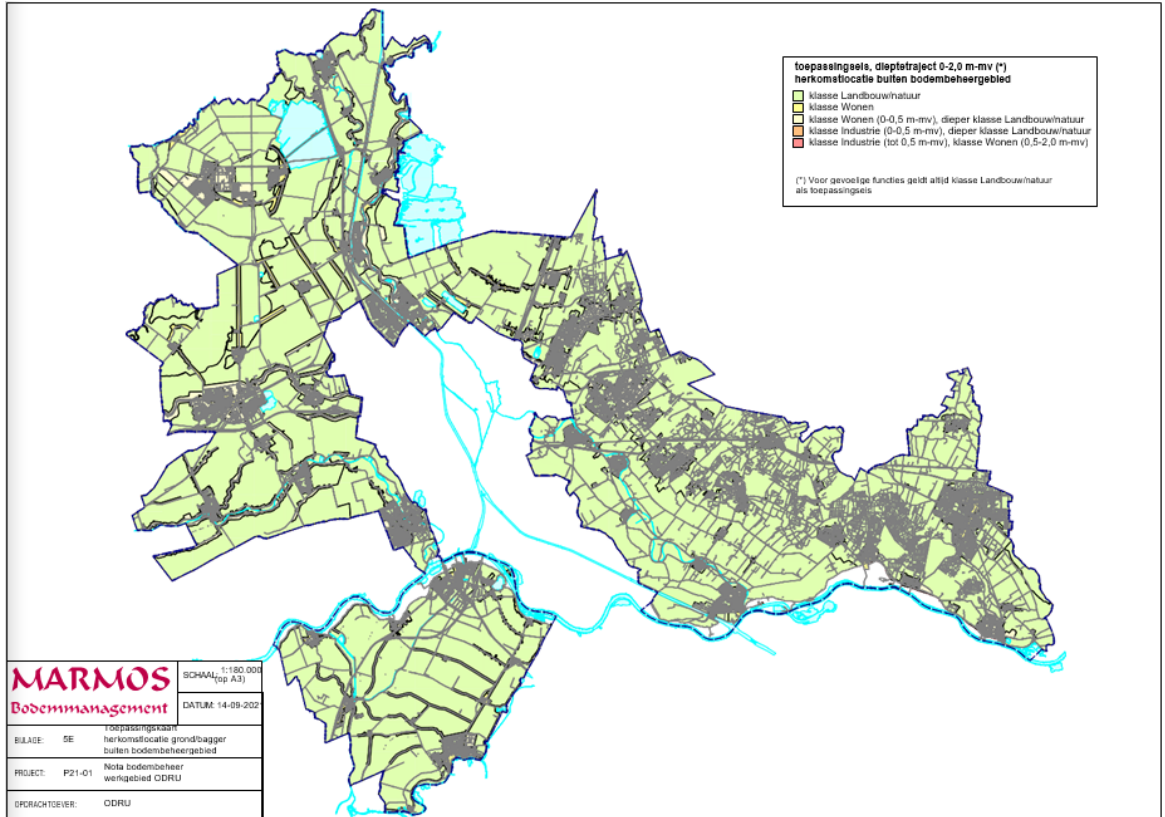 toepassingseis, dieptetraject 0-2,0 m-mv (*)
herkomstlocatie buiten bodembeheergebied
klasse Landbouw/natuur
klasse Wonen
klasse Wonen (0-0,5 m-mv), dieper klasse Landbouw/natuur
klasse Industrie (0-0,5 m-mv), dieper klasse Landbouw/natuur
klasse Industrie (tot 0,5 m-mv), klasse Wonen (0,5-2,0 m-mv)
(*) Voor gevoelige functies geldt altijd klasse Landbouw/natuur
als toepassingseis
MARMOS
Bodemmanagement
SCHAAL: 1:180.000
(op A3)
DATUM: 14-09-2021
BIJLAGE: 5E
Toepassingskaart
herkomstlocatie grond/bagger
buiten bodembeheergebied
PROJECT: P21-01
Nota bodembeheer
werkgebied ODRU
OPDRACHTGEVER: ODRU